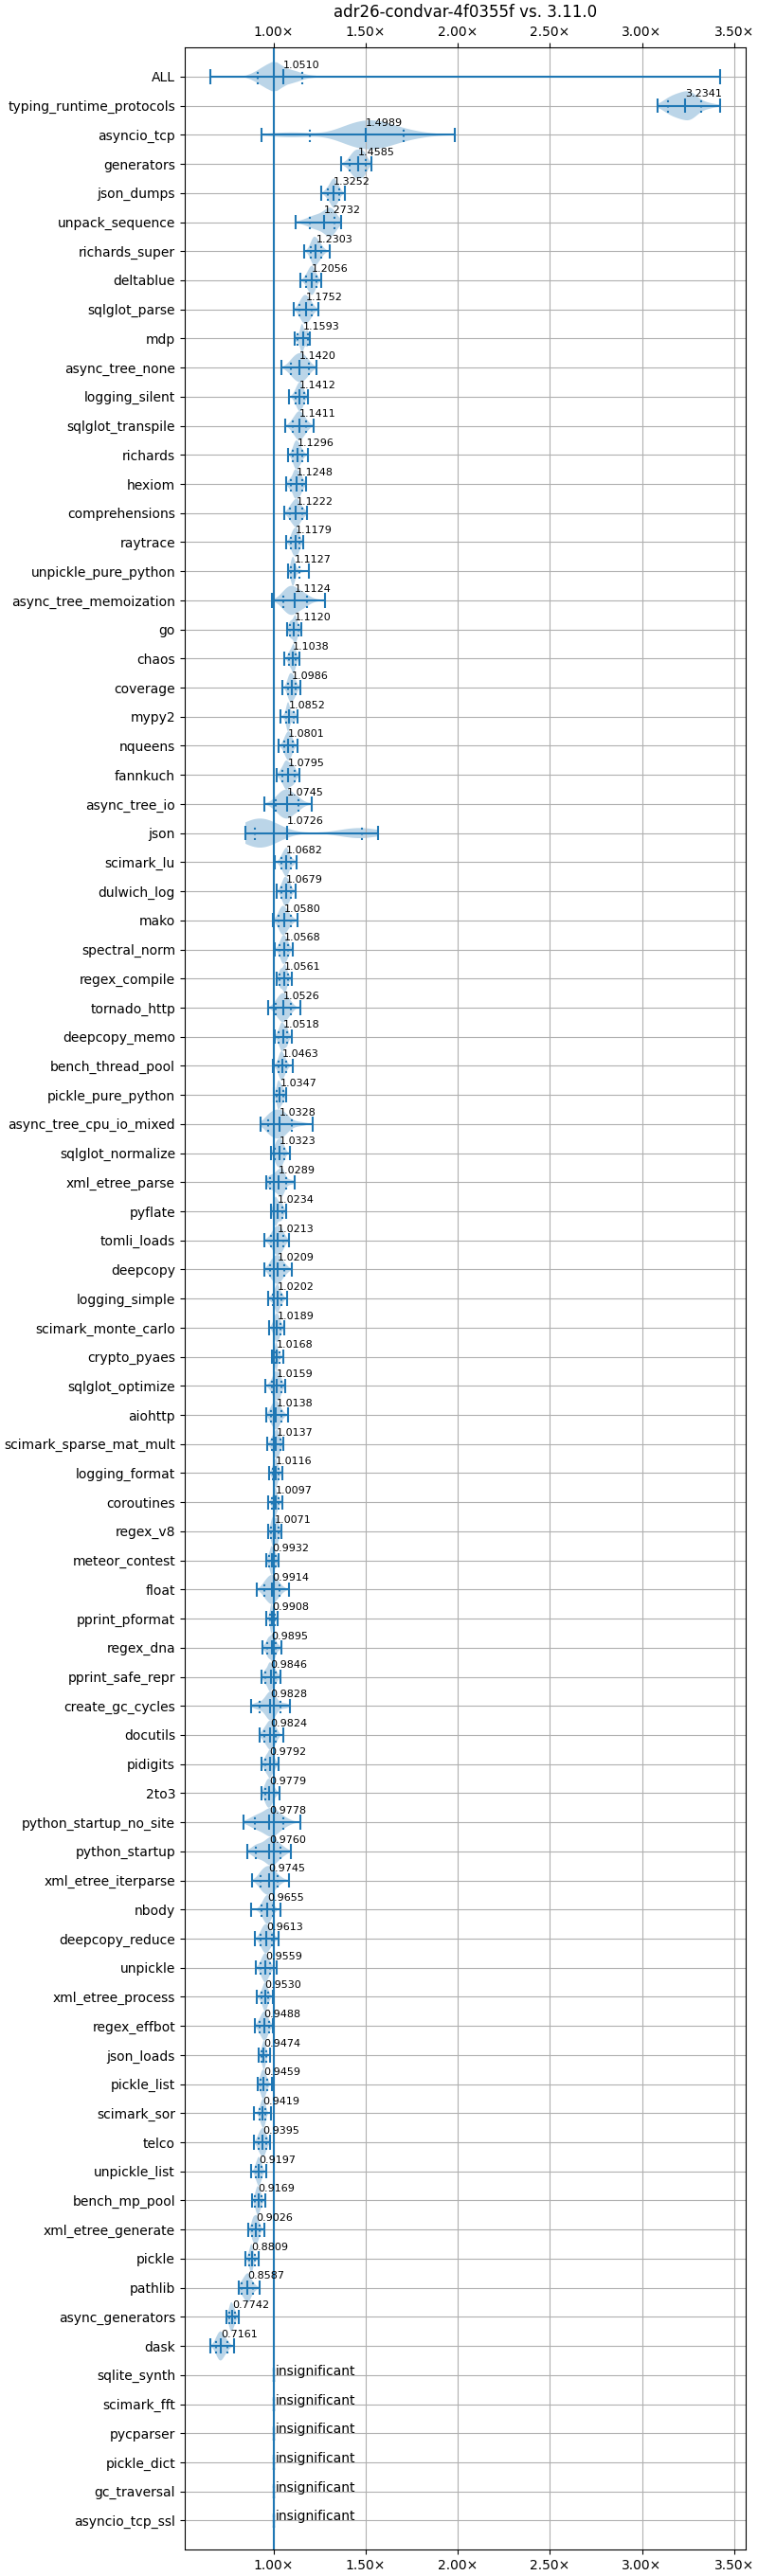 adr26-condvar-4f0355f vs. 3.11.0
1.00× 1.50× 2.00× 2.50× 3.00× 3.50×
ALL 1.0510
typing_runtime_protocols 3.2341
asyncio_tcp 1.4989
generators 1.4585
json_dumps 1.3252
unpack_sequence 1.2732
richards_super 1.2303
deltablue 1.2056
sqlglot_parse 1.1752
mdp 1.1593
async_tree_none 1.1420
logging_silent 1.1412
sqlglot_transpile 1.1411
richards 1.1296
hexiom 1.1248
comprehensions 1.1222
raytrace 1.1179
unpickle_pure_python 1.1127
async_tree_memoization 1.1124
go 1.1120
chaos 1.1038
coverage 1.0986
mypy2 1.0852
nqueens 1.0801
fannkuch 1.0795
async_tree_io 1.0745
json 1.0726
scimark_lu 1.0682
dulwich_log 1.0679
mako 1.0580
spectral_norm 1.0568
regex_compile 1.0561
tornado_http 1.0526
deepcopy_memo 1.0518
bench_thread_pool 1.0463
pickle_pure_python 1.0347
async_tree_cpu_io_mixed 1.0328
sqlglot_normalize 1.0323
xml_etree_parse 1.0289
pyflate 1.0234
tomli_loads 1.0213
deepcopy 1.0209
logging_simple 1.0202
scimark_monte_carlo 1.0189
crypto_pyaes 1.0168
sqlglot_optimize 1.0159
aiohttp 1.0138
scimark_sparse_mat_mult 1.0137
logging_format 1.0116
coroutines 1.0097
regex_v8 1.0071
meteor_contest 0.9932
float 0.9914
pprint_pformat 0.9908
regex_dna 0.9895
pprint_safe_repr 0.9846
create_gc_cycles 0.9828
docutils 0.9824
pidigits 0.9792
2to3 0.9779
python_startup_no_site 0.9778
python_startup 0.9760
xml_etree_iterparse 0.9745
nbody 0.9655
deepcopy_reduce 0.9613
unpickle 0.9559
xml_etree_process 0.9530
regex_effbot 0.9488
json_loads 0.9474
pickle_list 0.9459
scimark_sor 0.9419
telco 0.9395
unpickle_list 0.9197
bench_mp_pool 0.9169
xml_etree_generate 0.9026
pickle 0.8809
pathlib 0.8587
async_generators 0.7742
dask 0.7161
sqlite_synth insignificant
scimark_fft insignificant
pycparser insignificant
pickle_dict insignificant
gc_traversal insignificant
asyncio_tcp_ssl insignificant
1.00× 1.50× 2.00× 2.50× 3.00× 3.50×